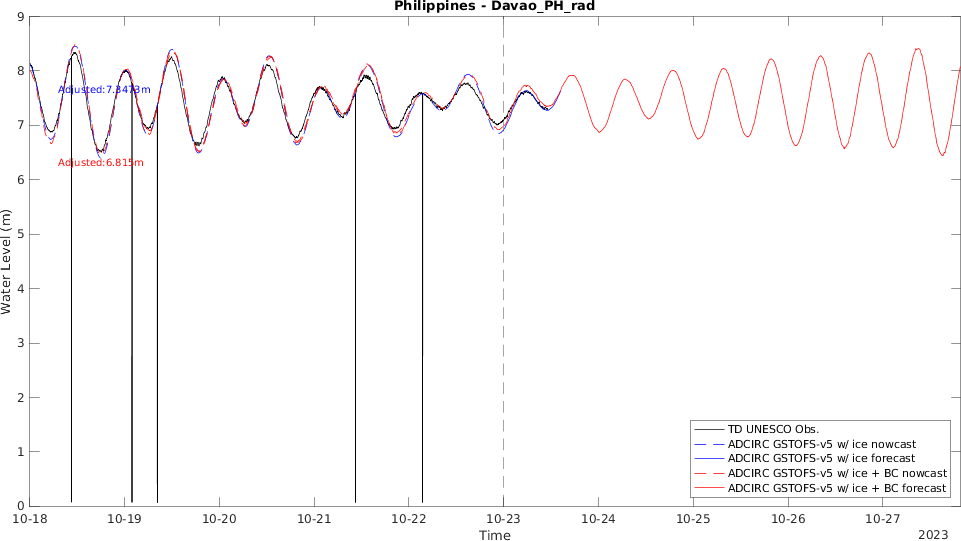 Philippines - Davao_PH_rad
Water Level (m)
9
8
7
6
5
4
3
2
1
0
Adjusted:7.3473m
Adjusted:6.815m
TD UNESCO Obs.
ADCIRC GSTOFS-v5 w/ ice nowcast
ADCIRC GSTOFS-v5 w/ ice forecast
ADCIRC GSTOFS-v5 w/ ice + BC nowcast
ADCIRC GSTOFS-v5 w/ ice + BC forecast
10-18 10-19 10-20 10-21 10-22 10-23 10-24 10-25 10-26 10-27
Time
2023